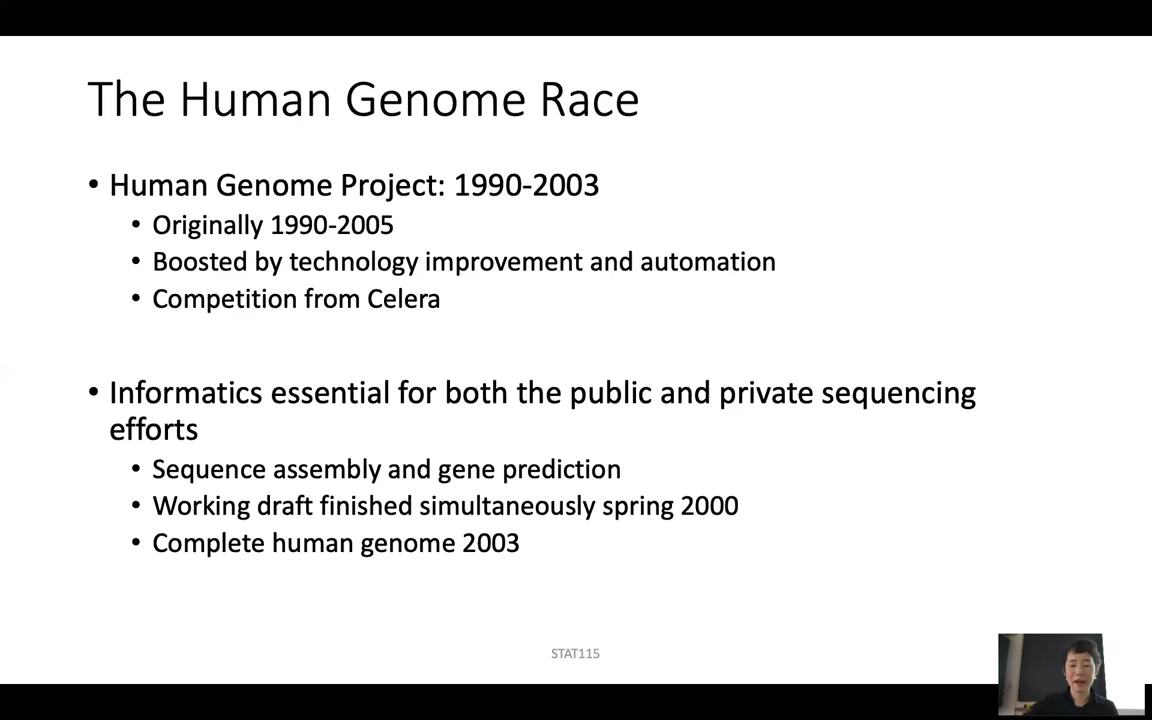 The Human Genome Race
• Human Genome Project: 1990-2003
• Originally 1990-2005
• Boosted by technology improvement and automation
• Competition from Celera
• Informatics essential for both the public and private sequencing
efforts
• Sequence assembly and gene prediction
• Working draft finished simultaneously spring 2000
• Complete human genome 2003
STAT115